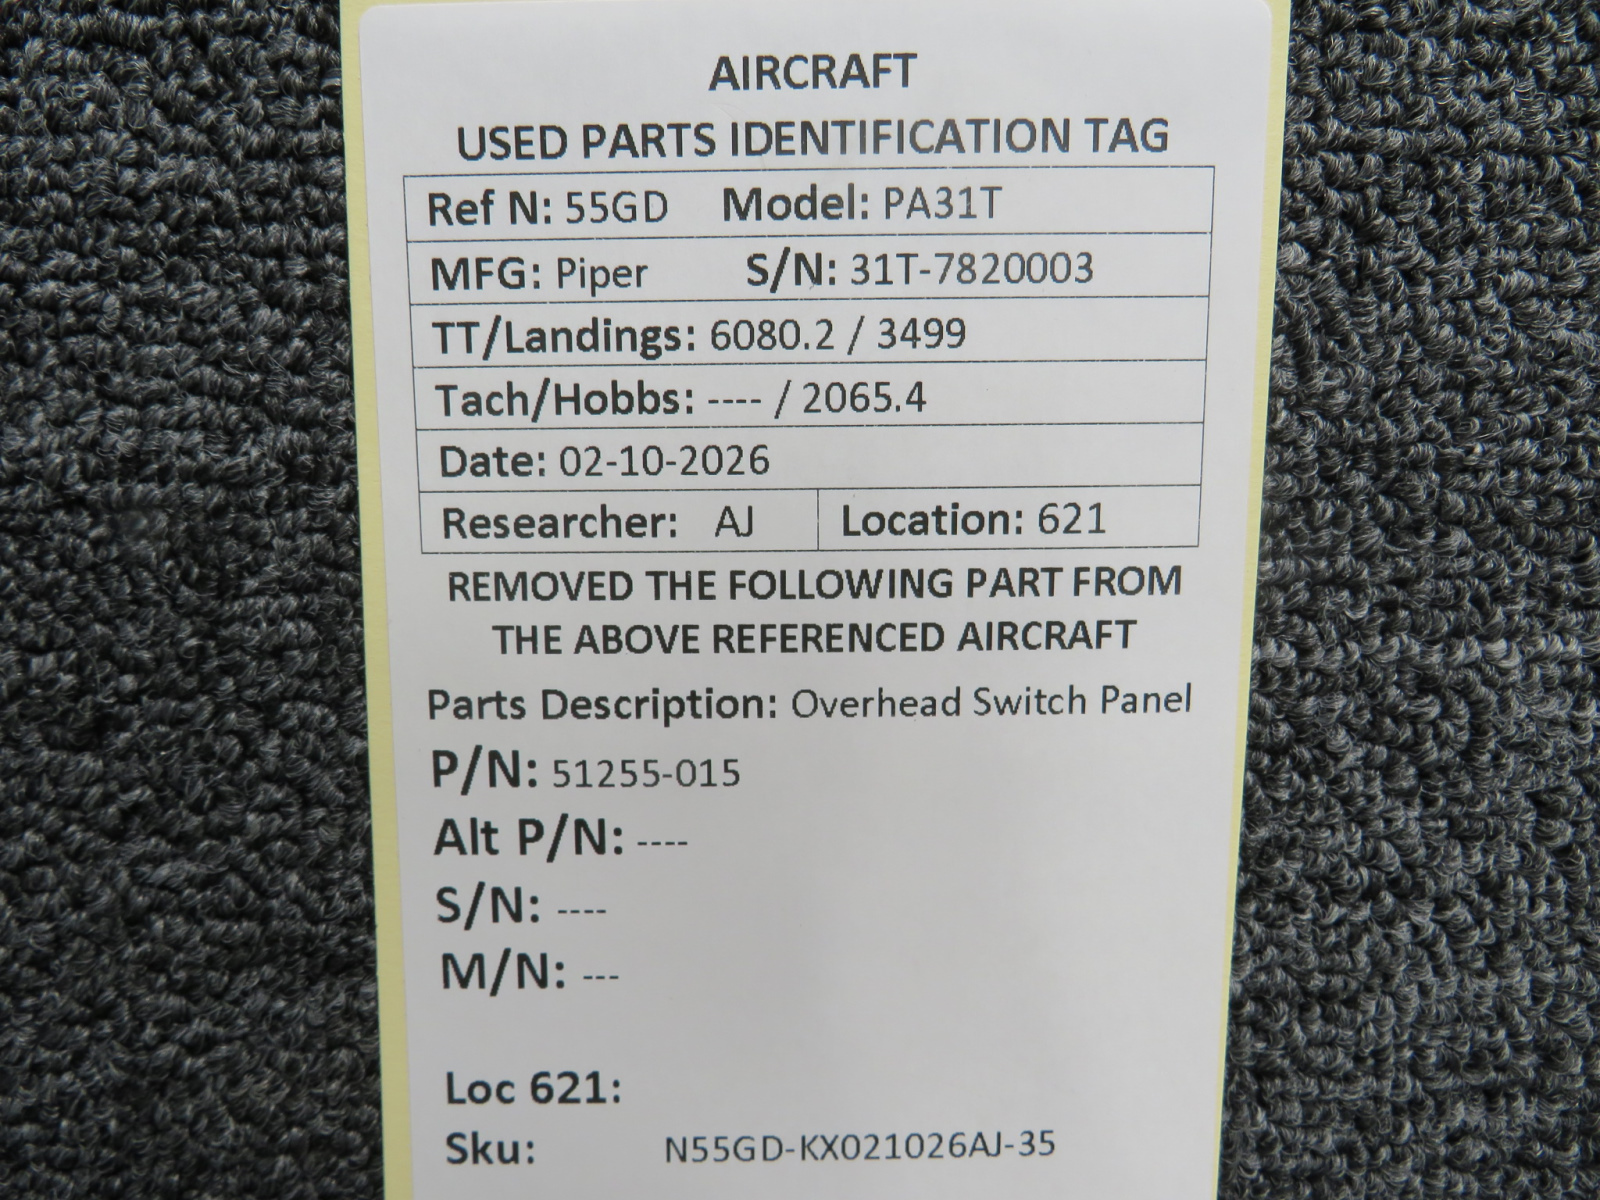 AIRCRAFT
USED PARTS IDENTIFICATION TAG
Ref N: 55GD Model: PA31T
MFG: Piper S/N: 31T-7820003
TT/Landings: 6080.2 / 3499
Tach/Hobbs: ---- / 2065.4
Date: 02-10-2026
Researcher: AJ Location: 621
REMOVED THE FOLLOWING PART FROM
THE ABOVE REFERENCED AIRCRAFT
Parts Description: Overhead Switch Panel
P/N: 51255-015
Alt P/N: ----
S/N: ----
M/N: ---
Loc 621:
Sku: N55GD-KX021026AJ-35